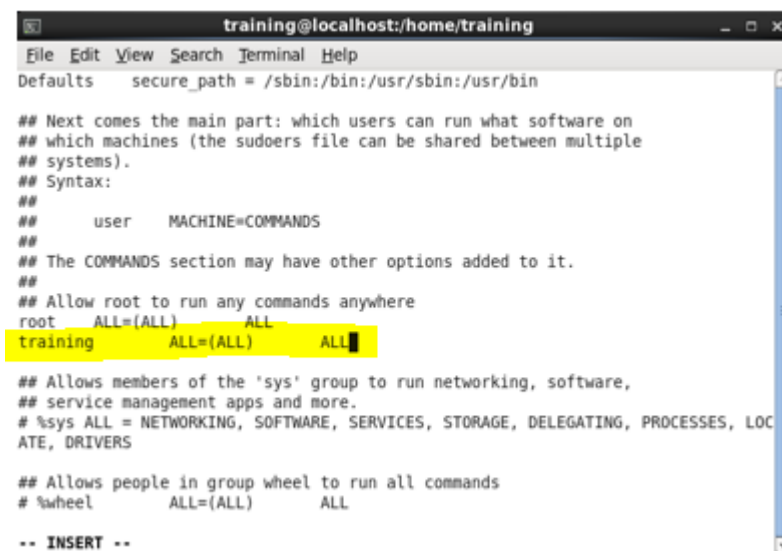 training@localhost:/home/training
File Edit View Search Terminal Help
Defaults    secure_path = /sbin:/bin:/usr/sbin:/usr/bin
## Next comes the main part: which users can run what software on
## which machines (the sudoers file can be shared between multiple
## systems).
## Syntax:
##
##      user    MACHINE=COMMANDS
##
## The COMMANDS section may have other options added to it.
##
## Allow root to run any commands anywhere
root    ALL=(ALL)       ALL
training        ALL=(ALL)       ALL
## Allows members of the 'sys' group to run networking, software,
## service management apps and more.
# %sys ALL = NETWORKING, SOFTWARE, SERVICES, STORAGE, DELEGATING, PROCESSES, LOC
ATE, DRIVERS
## Allows people in group wheel to run all commands
# %wheel        ALL=(ALL)       ALL
-- INSERT --